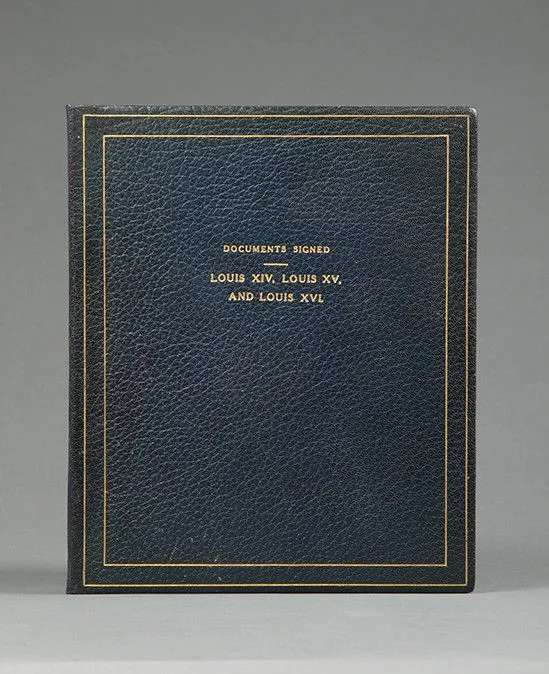 DOCUMENTS SIGNED
LOUIS XIV, LOUIS XV,
AND LOUIS XVI.